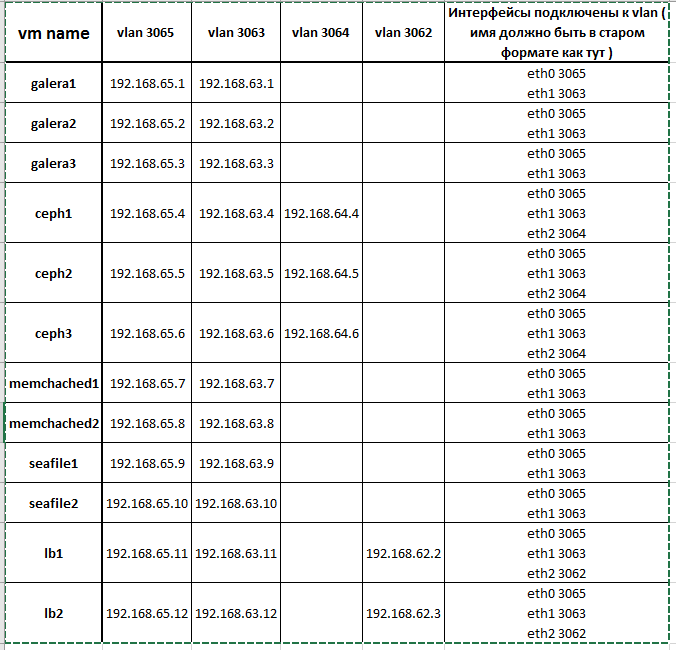 vm name vlan 3065 vlan 3063 vlan 3064 vlan 3062 Интерфейсы подключены к vlan (
имя должно быть в старом
формате как тут )
galera1 192.168.65.1 192.168.63.1 eth0 3065
eth1 3063
galera2 192.168.65.2 192.168.63.2 eth0 3065
eth1 3063
galera3 192.168.65.3 192.168.63.3 eth0 3065
eth1 3063
ceph1 192.168.65.4 192.168.63.4 192.168.64.4 eth0 3065
eth1 3063
eth2 3064
ceph2 192.168.65.5 192.168.63.5 192.168.64.5 eth0 3065
eth1 3063
eth2 3064
ceph3 192.168.65.6 192.168.63.6 192.168.64.6 eth0 3065
eth1 3063
eth2 3064
memchached1 192.168.65.7 192.168.63.7 eth0 3065
eth1 3063
memchached2 192.168.65.8 192.168.63.8 eth0 3065
eth1 3063
seafile1 192.168.65.9 192.168.63.9 eth0 3065
eth1 3063
seafile2 192.168.65.10 192.168.63.10 eth0 3065
eth1 3063
lb1 192.168.65.11 192.168.63.11 192.168.62.2 eth0 3065
eth1 3063
eth2 3062
lb2 192.168.65.12 192.168.63.12 192.168.62.3 eth0 3065
eth1 3063
eth2 3062